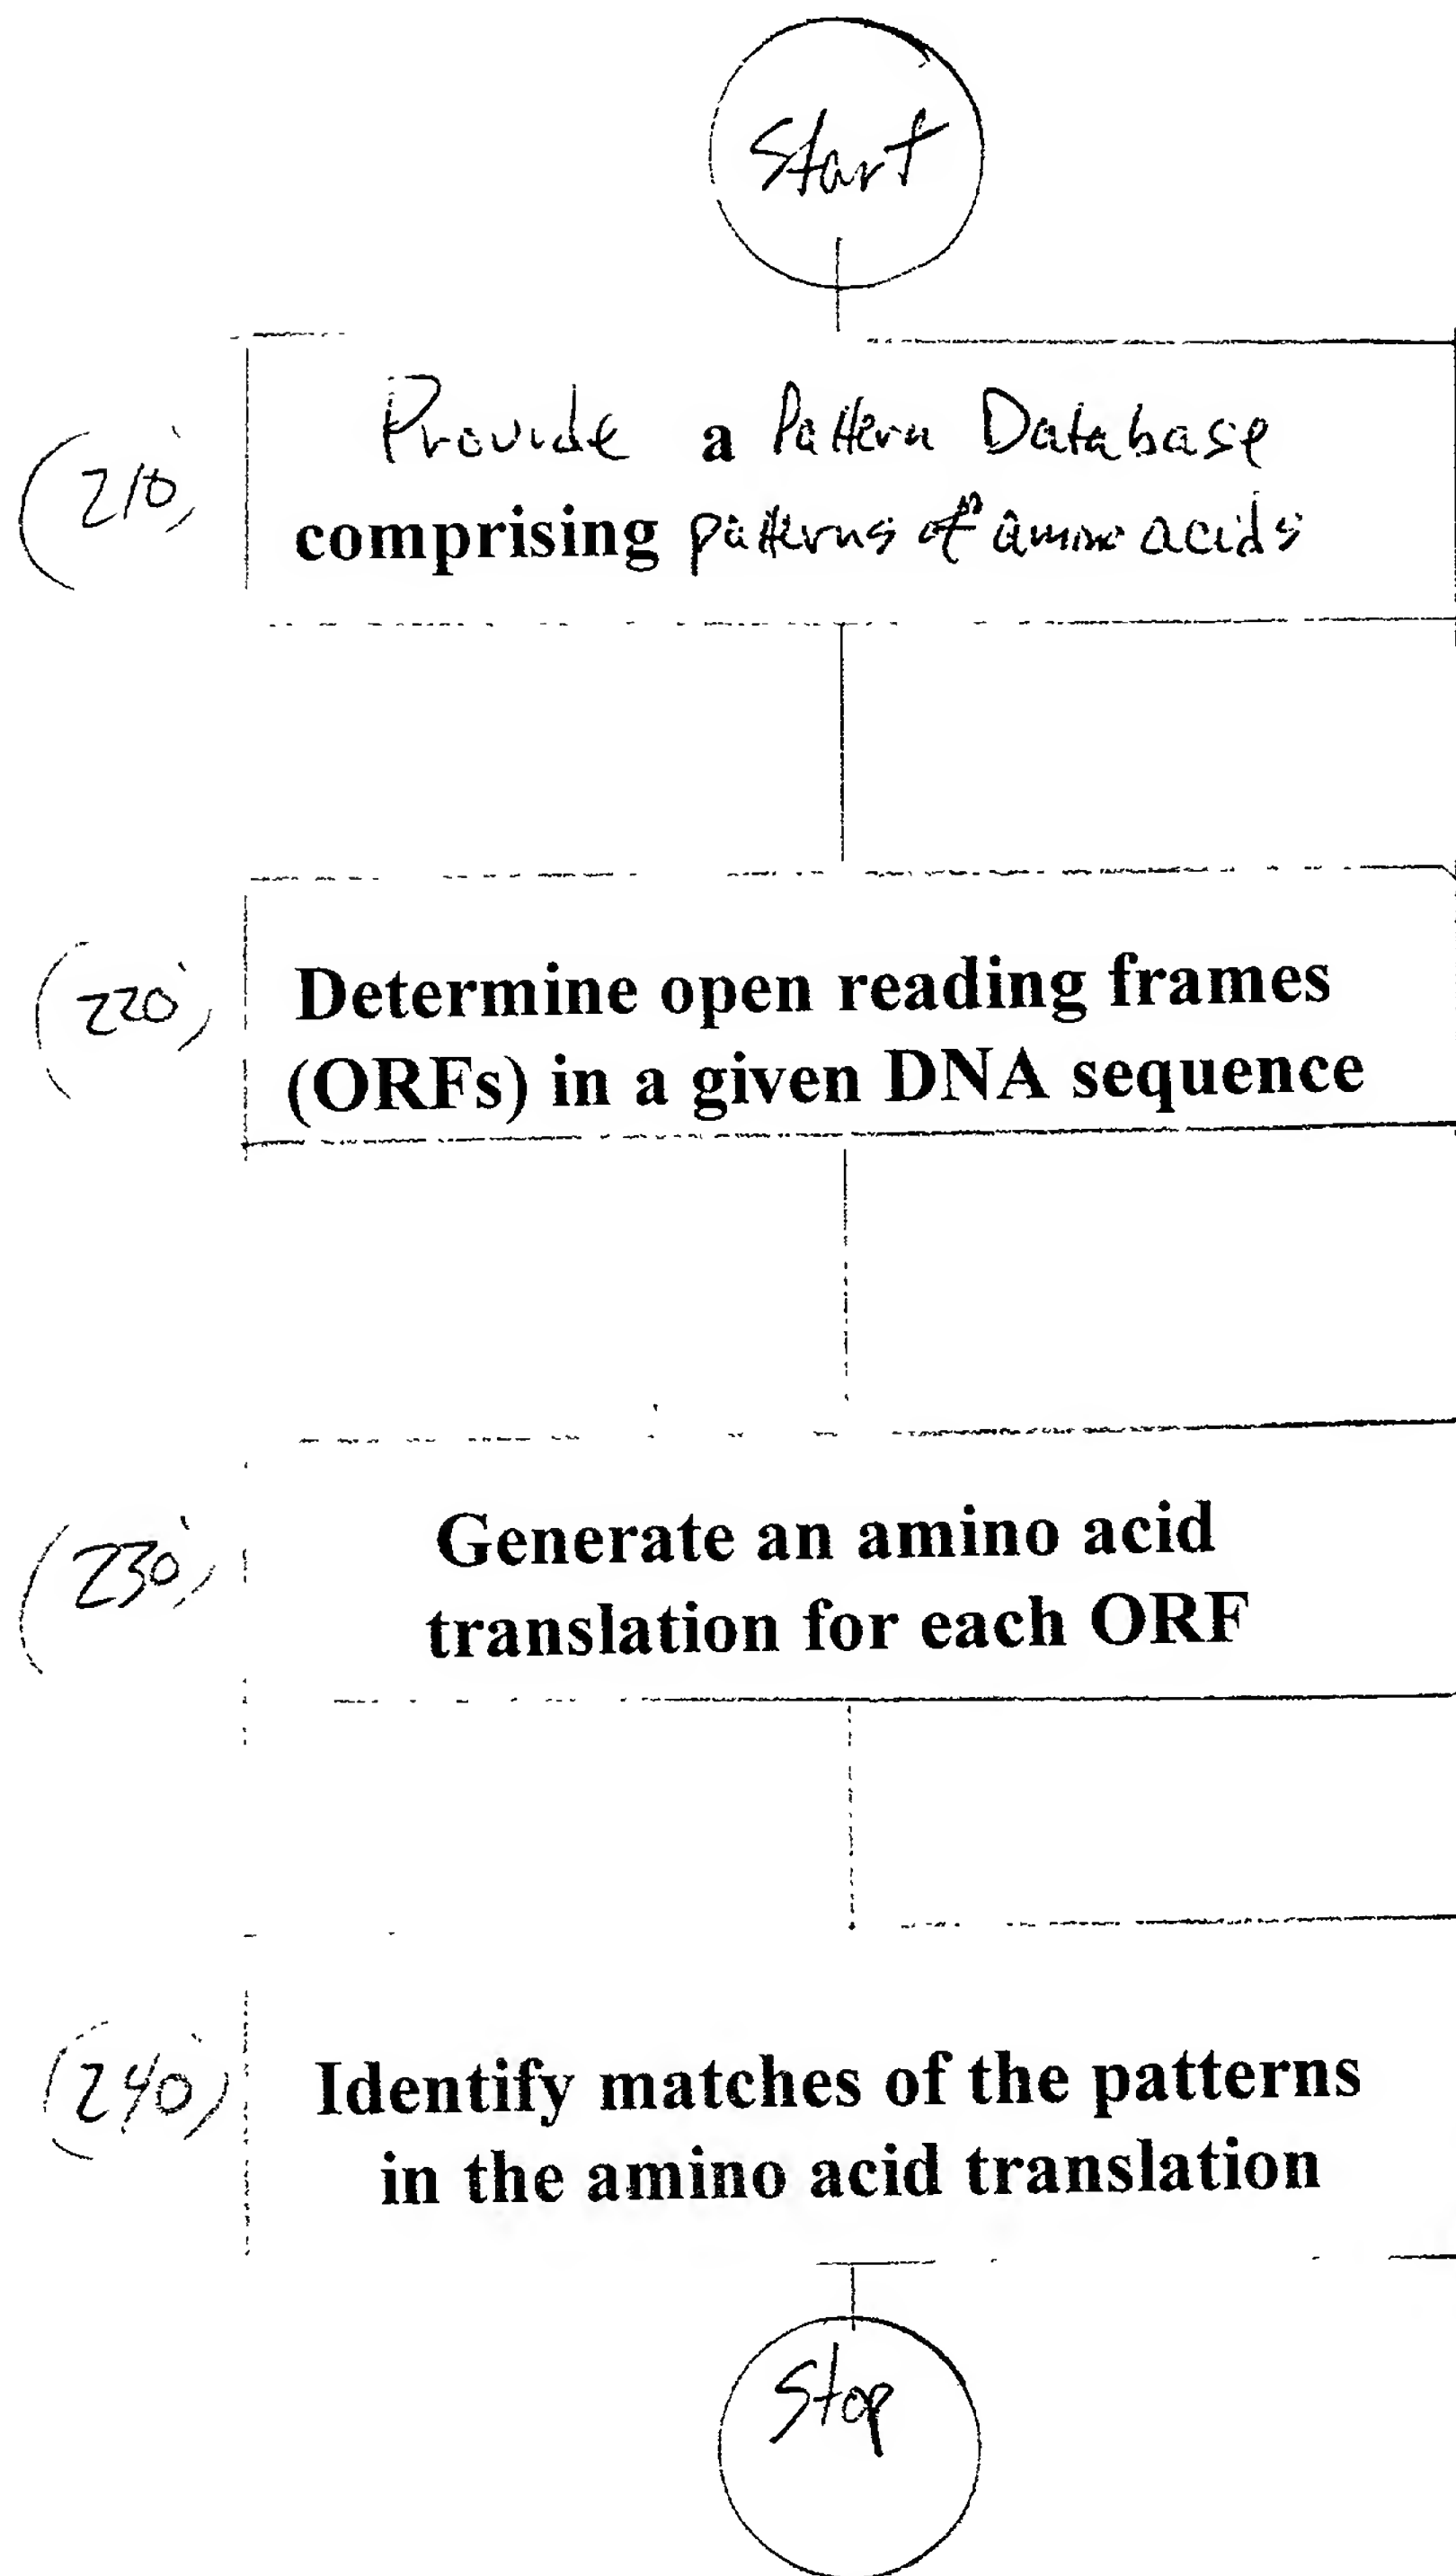 Start
Provide a Pattern Database
(210)
comprising patterns of amino acids
Determine open reading frames
(220)
(ORFs) in a given DNA sequence
Generate an amino acid
(230)
translation for each ORF
Identify matches of the patterns
(240)
in the amino acid translation
Stop